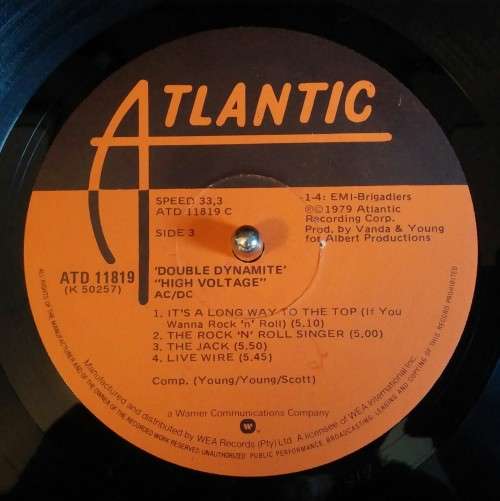 ATLANTIC
SPEED 33,3
ATD 11819 C
SIDE 3
-1-4: EMI-Brigadiers
℗©1979 Atlantic
Recording Corp.
Prod. by Vanda & Young
for Albert Productions
ATD 11819
(K 50257)
'DOUBLE DYNAMITE'
"HIGH VOLTAGE"
AC/DC
1. IT'S A LONG WAY TO THE TOP (If You
Wanna Rock 'n' Roll) (5.10)
2. THE ROCK 'N' ROLL SINGER (5.00)
3. THE JACK (5.50)
4. LIVE WIRE (5.45)
Comp. (Young/Young/Scott)
a Warner Communications Company
Manufactured and distributed by WEA Records (Pty) Ltd. A licensee of WEA International Inc.
ALL RIGHTS OF THE MANUFACTURER AND OF THE OWNER OF THE RECORDED WORK RESERVED. UNAUTHORIZED PUBLIC PERFORMANCE, BROADCASTING, LEASING AND COPYING OF THIS RECORD PROHIBITED